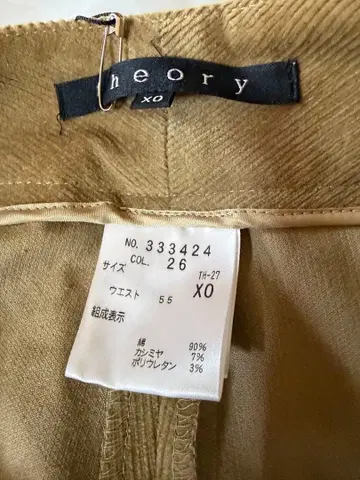 theory
XO
NO. 333424
COL. 26
サイズ TH-27
XO
ウエスト 55
組成表示
綿 90%
カシミヤ 7%
ポリウレタン 3%